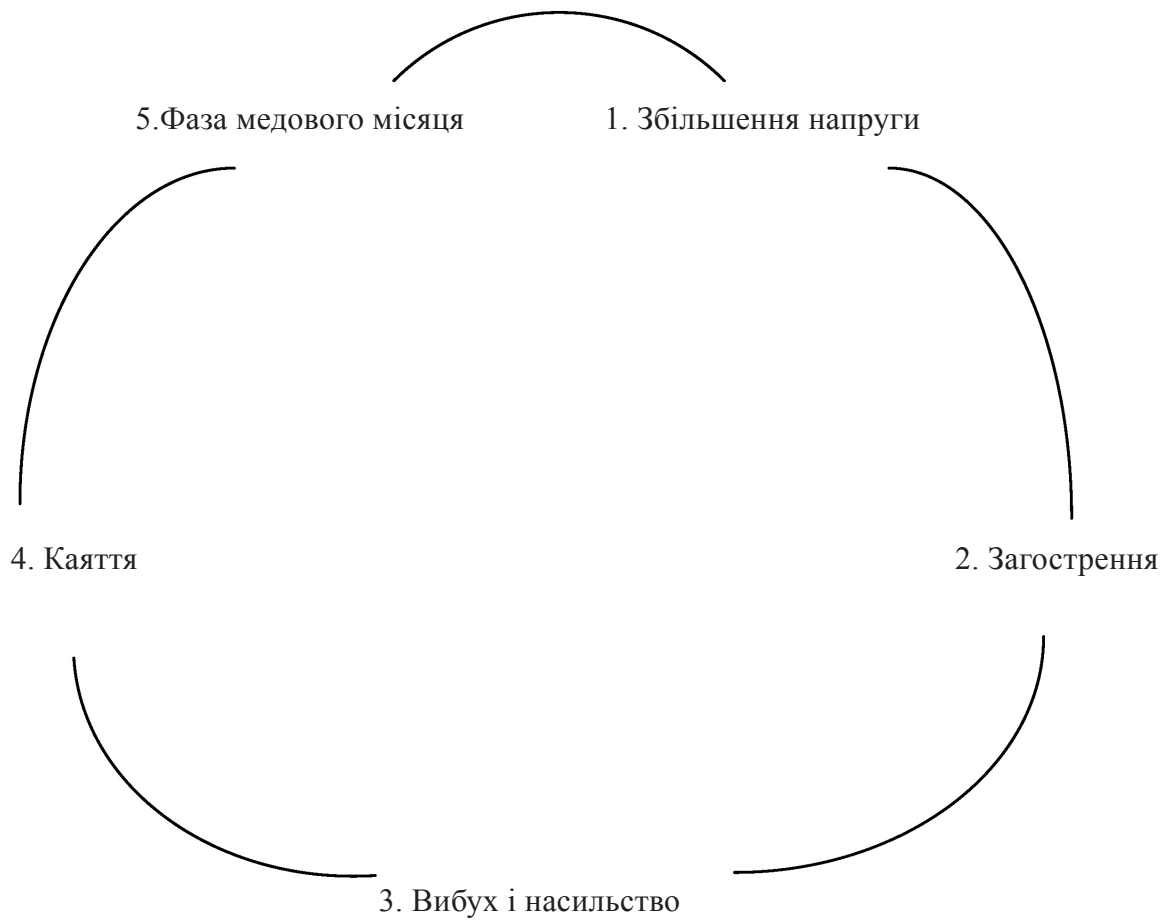 5.Фаза медового місяця
1. Збільшення напруги
4. Каяття
2. Загострення
3. Вибух і насильство